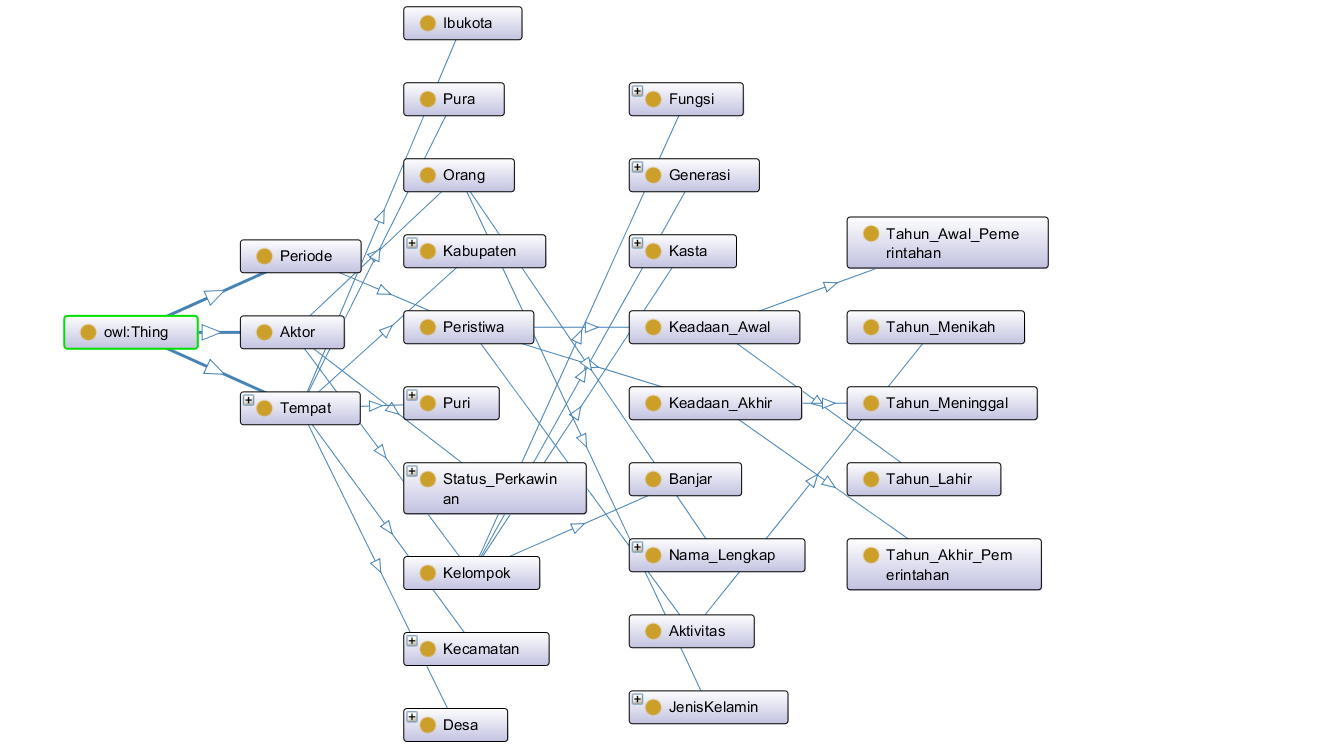 owl:Thing
Periode
Aktor
Tempat
Ibukota
Pura
Orang
Kabupaten
Peristiwa
Puri
Status_Perkawin
an
Kelompok
Kecamatan
Desa
Fungsi
Generasi
Kasta
Keadaan_Awal
Keadaan_Akhir
Banjar
Nama_Lengkap
Aktivitas
JenisKelamin
Tahun_Awal_Peme
rintahan
Tahun_Menikah
Tahun_Meninggal
Tahun_Lahir
Tahun_Akhir_Pem
erintahan